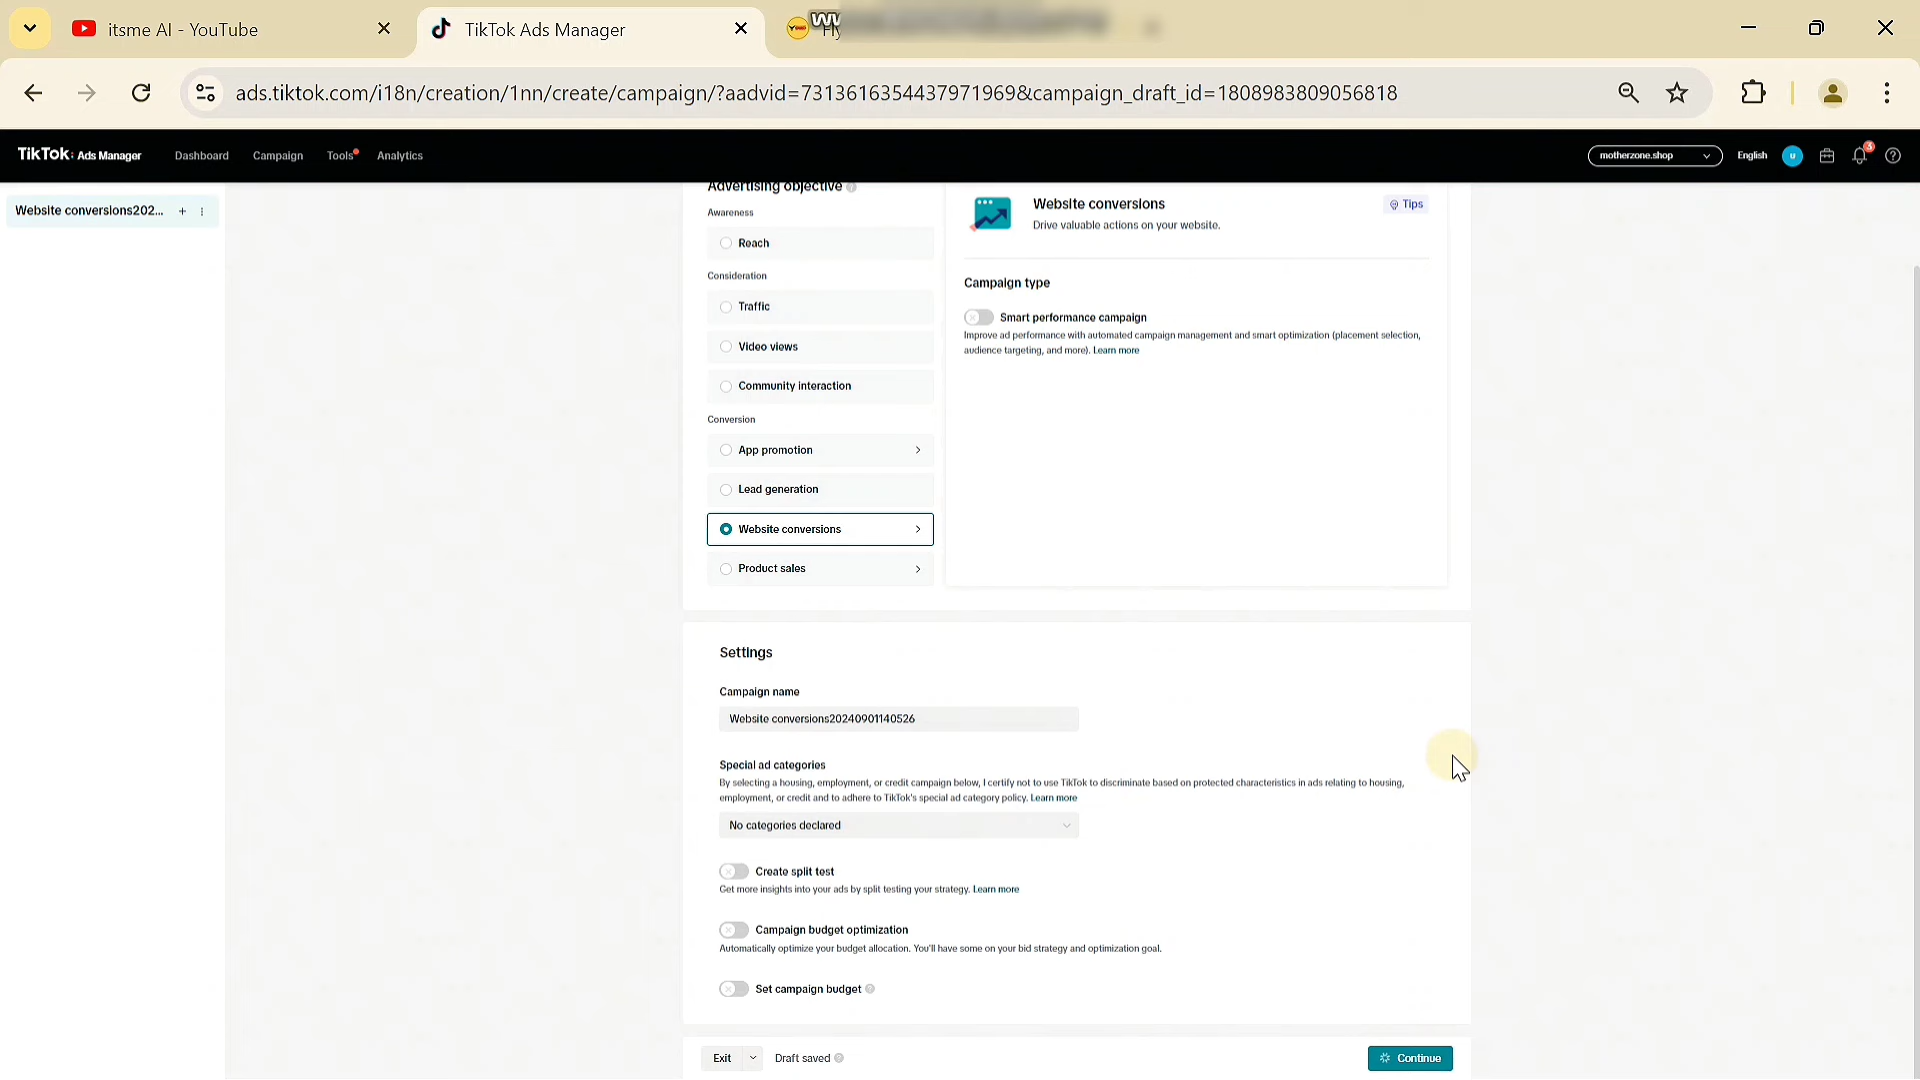 itsme AI - YouTube
TikTok Ads Manager
ads.tiktok.com/i18n/creation/1nn/create/campaign/?aadvid=7313616354437971969&campaign_draft_id=1808983809056818
TikTok: Ads Manager
Dashboard
Campaign
Tools
Analytics
motherzone.shop
English
U
3
Website conversions202...
Advertising objective
Awareness
Reach
Consideration
Traffic
Video views
Community interaction
Conversion
App promotion
Lead generation
Website conversions
Product sales
Website conversions
Drive valuable actions on your website.
Tips
Campaign type
Smart performance campaign
Improve ad performance with automated campaign management and smart optimization (placement selection,
audience targeting, and more). Learn more
Settings
Campaign name
Website conversions20240901140526
Special ad categories
By selecting a housing, employment, or credit campaign below, I certify not to use TikTok to discriminate based on protected characteristics in ads relating to housing,
employment, or credit and to adhere to TikTok's special ad category policy. Learn more
No categories declared
Create split test
Get more insights into your ads by split testing your strategy. Learn more
Campaign budget optimization
Automatically optimize your budget allocation. You'll have some on your bid strategy and optimization goal.
Set campaign budget
Exit
Draft saved
Continue